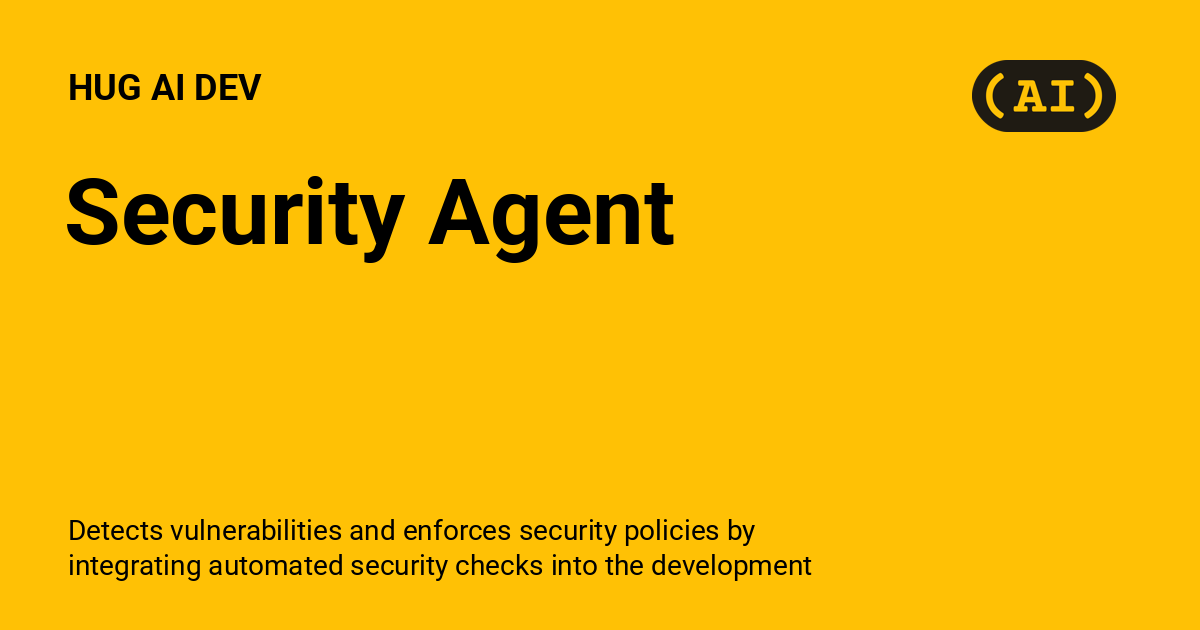 HUG AI DEV
(AI)
Security Agent
Detects vulnerabilities and enforces security policies by
integrating automated security checks into the development